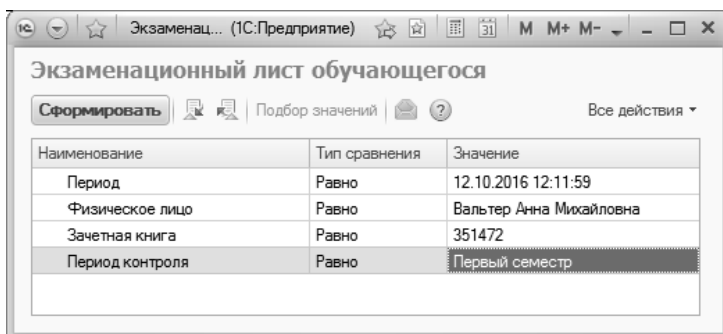 1С Экзаменац... (1С:Предприятие) 31 M M+ M-
Экзаменационный лист обучающегося
Сформировать Подбор значений ? Все действия
Наименование Тип сравнения Значение
Период Равно 12.10.2016 12:11:59
Физическое лицо Равно Вальтер Анна Михайловна
Зачетная книга Равно 351472
Период контроля Равно Первый семестр